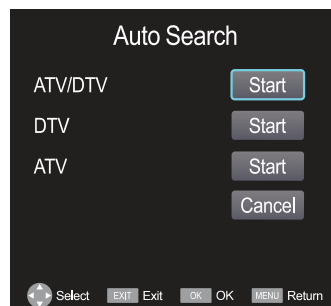 Auto Search
ATV/DTV Start
DTV Start
ATV Start
Cancel
Select EXIT Exit OK OK MENU Return